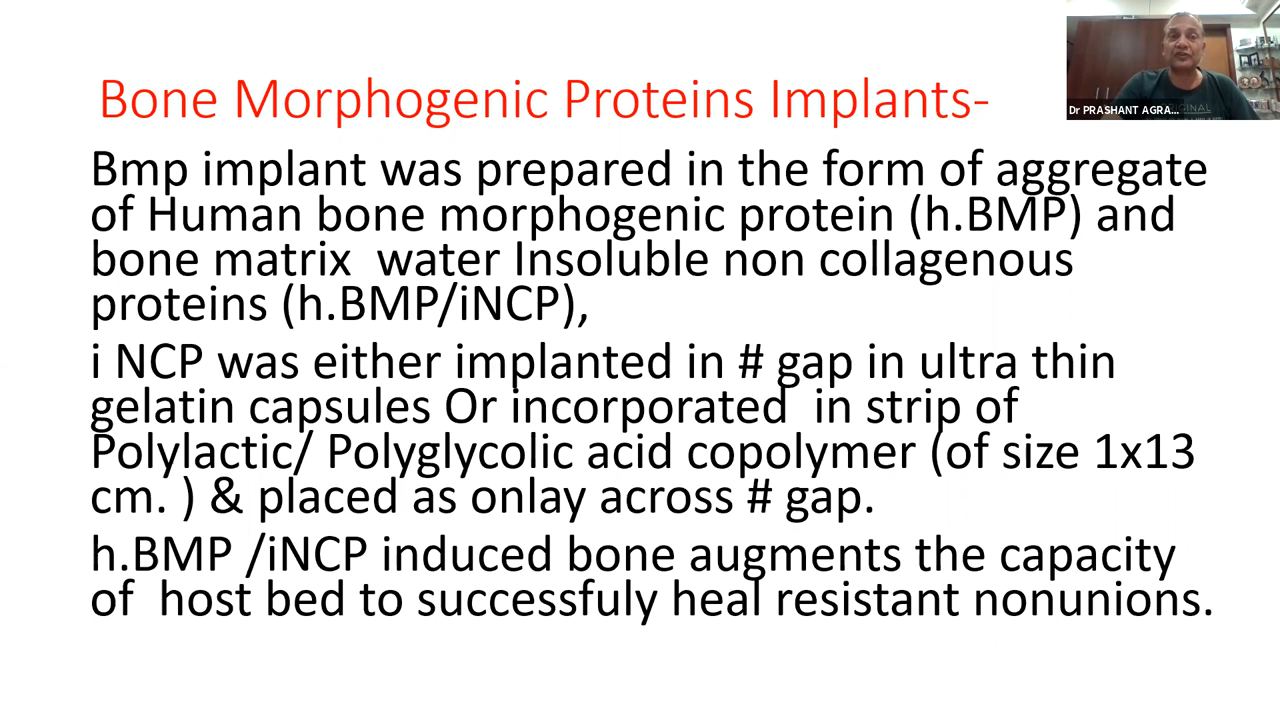 Bone Morphogenic Proteins Implants-
Dr PRASHANT AGRA...
Bmp implant was prepared in the form of aggregate
of Human bone morphogenic protein (h.BMP) and
bone matrix  water Insoluble non collagenous
proteins (h.BMP/iNCP),
i NCP was either implanted in # gap in ultra thin
gelatin capsules Or incorporated  in strip of
Polylactic/ Polyglycolic acid copolymer (of size 1x13
cm. ) & placed as onlay across # gap.
h.BMP /iNCP induced bone augments the capacity
of  host bed to successfuly heal resistant nonunions.